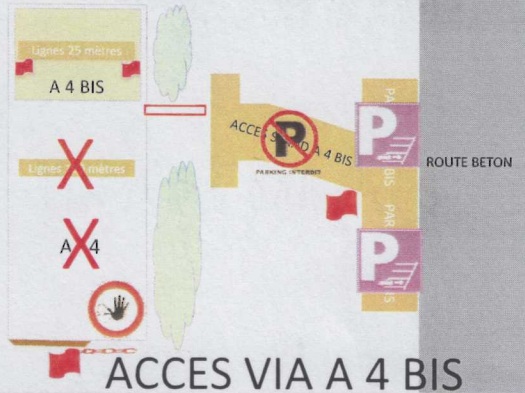 Lignes 25 mètres
A 4 BIS
ACCES STAND A 4 BIS
P
PARKING INTERDIT
P
BIS
ROUTE BETON
Lignes mètres
A 4
PAR
P
ACCES VIA A 4 BIS